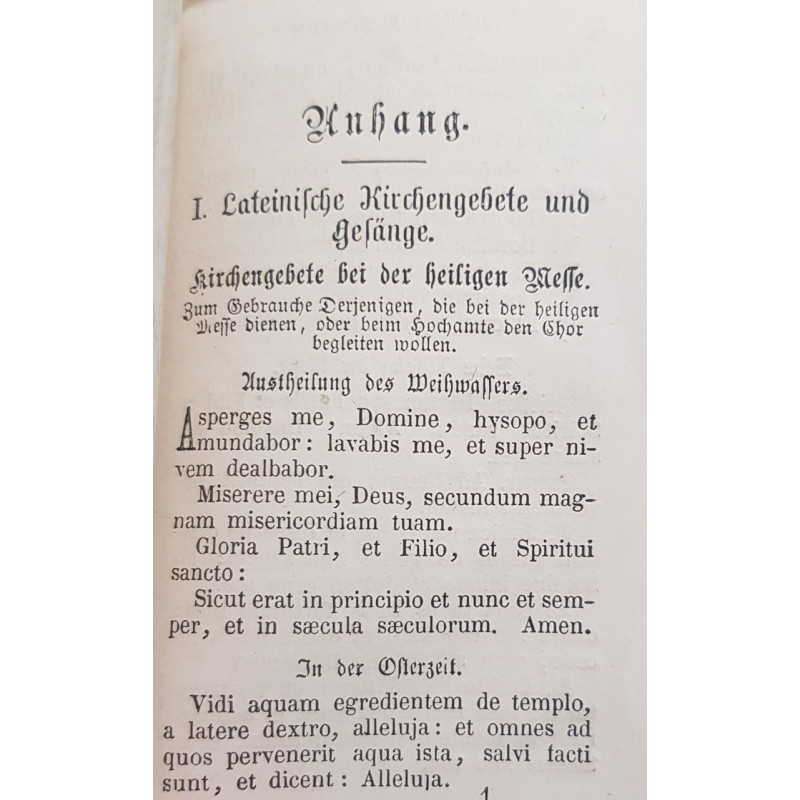 Anhang.
I. Lateiniſche Kirchengebete und
Geſänge.
Kirchengebete bei der heiligen Meſſe.
Zum Gebrauche Derjenigen, die bei der heiligen
Meſſe dienen, oder beim Hochamte den Chor
begleiten wollen.
Austheilung des Weihwaſſers.
Asperges me, Domine, hysopo, et
mundabor: lavabis me, et super ni-
vem dealbabor.
Miserere mei, Deus, secundum mag-
nam misericordiam tuam.
Gloria Patri, et Filio, et Spiritui
sancto:
Sicut erat in principio et nunc et sem-
per, et in sæcula sæculorum. Amen.
In der Oſterzeit.
Vidi aquam egredientem de templo,
a latere dextro, alleluja: et omnes ad
quos pervenerit aqua ista, salvi facti
sunt, et dicent: Alleluja.
1